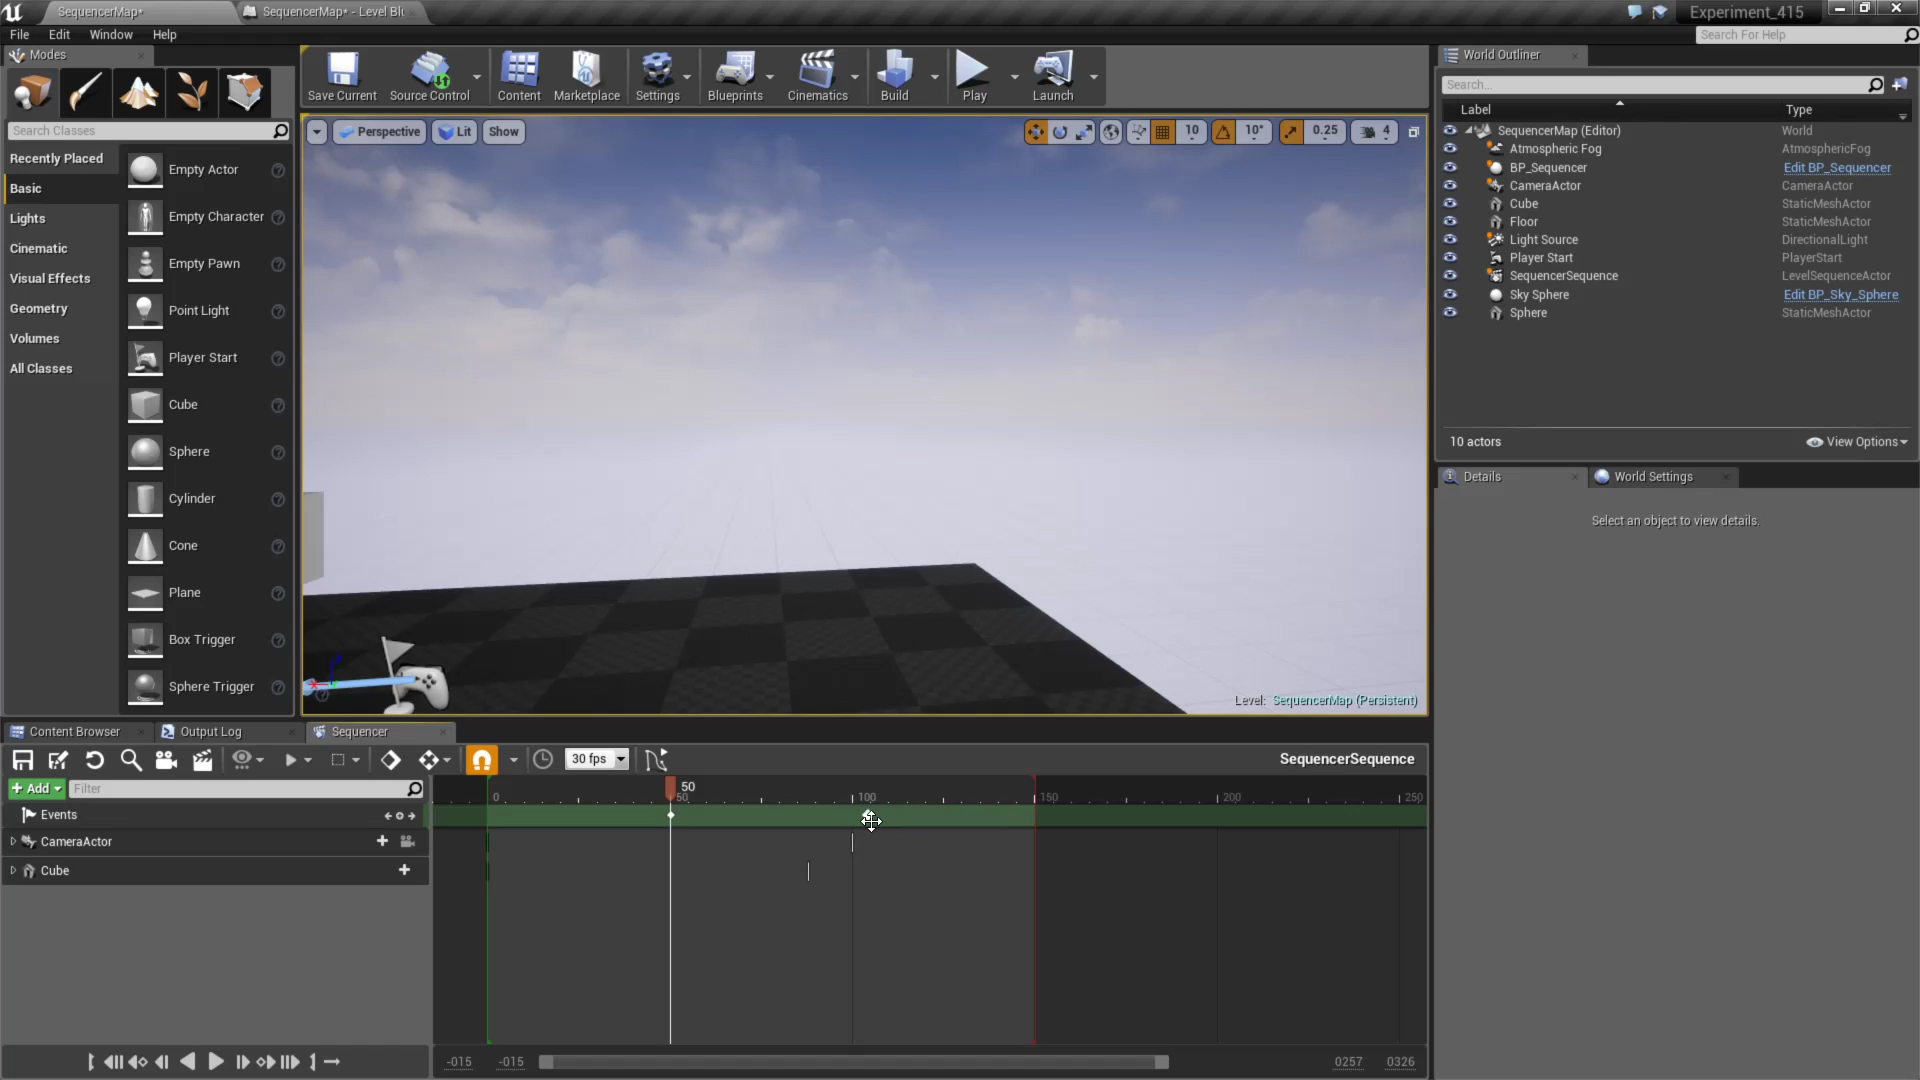 SequencerMap*
SequencerMap* - Level Blu
Experiment_415
File Edit Window Help
Search For Help
Modes
Save Current
Source Control
Content
Marketplace
Settings
Blueprints
Cinematics
Build
Play
Launch
World Outliner
Search...
Label
Type
SequencerMap (Editor) World
Atmospheric Fog AtmosphericFog
BP_Sequencer Edit BP_Sequencer
CameraActor CameraActor
Cube StaticMeshActor
Floor StaticMeshActor
Light Source DirectionalLight
Player Start PlayerStart
SequencerSequence LevelSequenceActor
Sky Sphere Edit BP_Sky_Sphere
Sphere StaticMeshActor
10 actors
View Options
Details
World Settings
Select an object to view details.
Search Classes
Recently Placed
Basic
Lights
Cinematic
Visual Effects
Geometry
Volumes
All Classes
Empty Actor
Empty Character
Empty Pawn
Point Light
Player Start
Cube
Sphere
Cylinder
Cone
Plane
Box Trigger
Sphere Trigger
Perspective
Lit
Show
10
10°
0.25
4
Level: SequencerMap (Persistent)
Content Browser
Output Log
Sequencer
30 fps
SequencerSequence
Add
Filter
50
0 50 100 150 200 250
Events
CameraActor
Cube
-015 -015 0257 0326